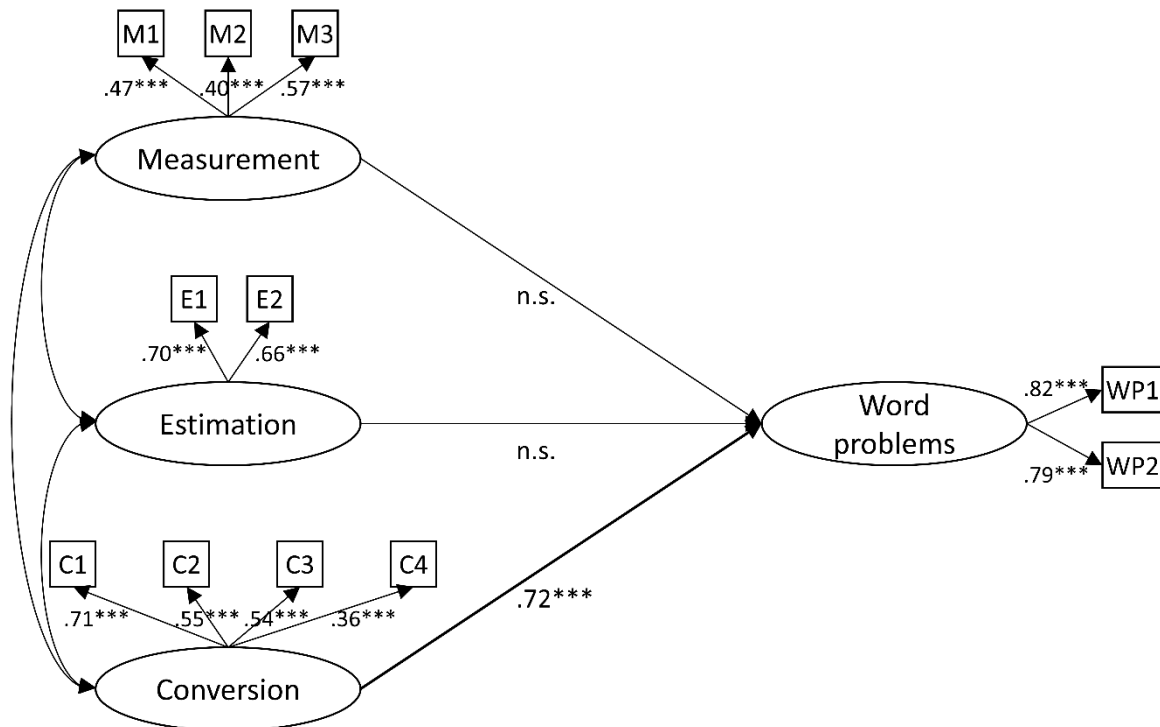 M1 M2 M3
.47*** .40*** .57***
Measurement
n.s.
E1 E2
.70*** .66***
Estimation
n.s.
Word
problems
.82*** WP1
.79*** WP2
C1 C2 C3 C4
.71*** .55*** .54*** .36***
.72***
Conversion